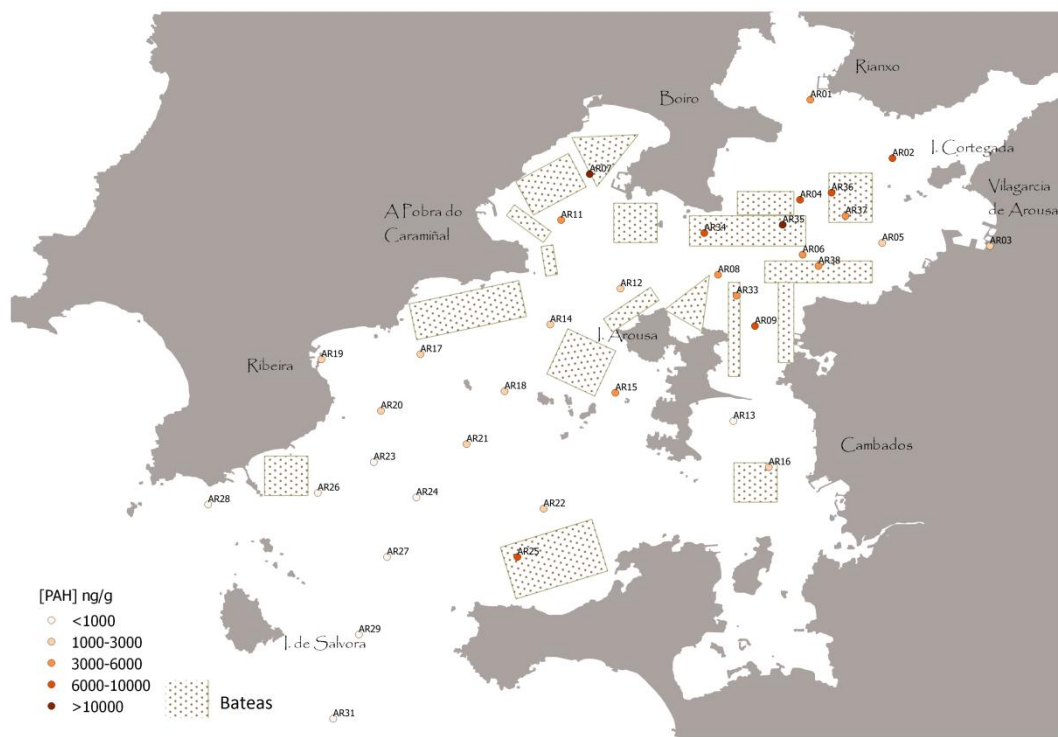 Rianxo
Boiro
AR01
AR02
I. Cortegada
AR07
AR36
Vilagarcia
de Arousa
AR04
A Pobra do
Caramiñal
AR11
AR37
AR35
AR34
AR05
AR03
AR06
AR38
AR08
AR12
AR33
AR14
AR09
I. Arousa
AR17
AR19
Ribeira
AR18
AR15
AR20
AR13
AR21
Cambados
AR23
AR16
AR26
AR24
AR28
AR22
AR27
AR25
[PAH] ng/g
<1000
1000-3000
3000-6000
6000-10000
>10000
Bateas
AR29
I. de Salvora
AR31